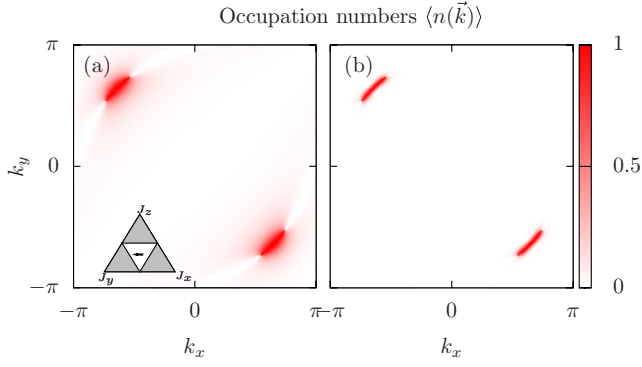 Occupation numbers ⟨n(k⃗)⟩
(a)
(b)
π
0
−π
k_y
J_z
J_y
J_x
−π
0
π
−π
0
π
k_x
k_x
1
0.5
0